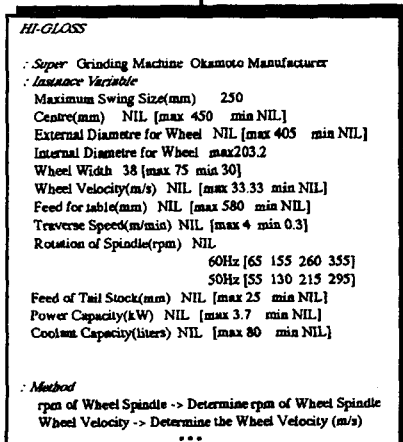 HI-GLOSS
: Super Grinding Machine Okamoto Manufacturer
: Instance Variable
Maximum Swing Size(mm) 250
Centre(mm) NIL [max 450 min NIL]
External Diametre for Wheel NIL [max 405 min NIL]
Internal Diametre for Wheel max203.2
Wheel Width 38 [max 75 min 30]
Wheel Velocity(m/s) NIL [max 33.33 min NIL]
Feed for table(mm) NIL [max 580 min NIL]
Traverse Speed(m/min) NIL [max 4 min 0.3]
Rotation of Spindle(rpm) NIL
60Hz [65 155 260 355]
50Hz [55 130 215 295]
Feed of Tail Stock(mm) NIL [max 25 min NIL]
Power Capacity(kW) NIL [max 3.7 min NIL]
Coolant Capacity(liters) NIL [max 80 min NIL]
: Method
rpm of Wheel Spindle -> Determine rpm of Wheel Spindle
Wheel Velocity -> Determine the Wheel Velocity (m/s)
•••